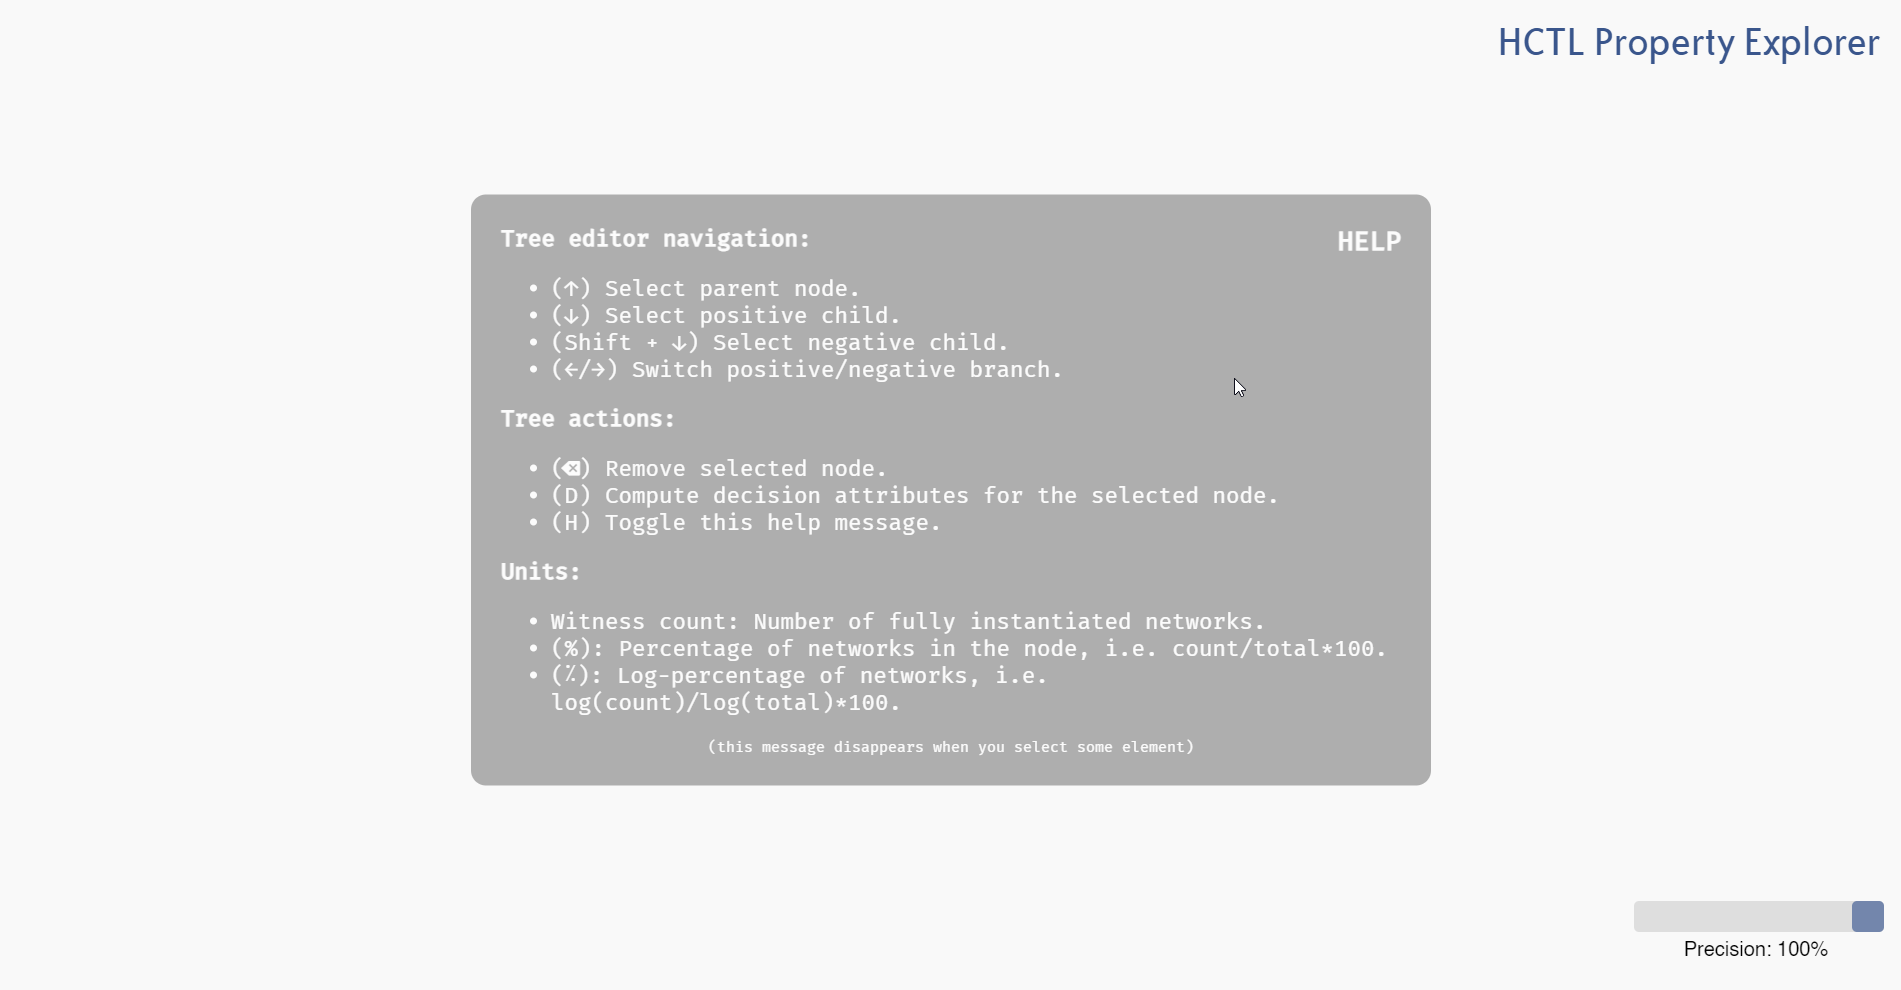 HCTL Property Explorer
Tree editor navigation:
HELP
• (↑) Select parent node.
• (↓) Select positive child.
• (Shift + ↓) Select negative child.
• (←/→) Switch positive/negative branch.
Tree actions:
• (⌫) Remove selected node.
• (D) Compute decision attributes for the selected node.
• (H) Toggle this help message.
Units:
• Witness count: Number of fully instantiated networks.
• (%): Percentage of networks in the node, i.e. count/total*100.
• (⁒): Log-percentage of networks, i.e.
log(count)/log(total)*100.
(this message disappears when you select some element)
Precision: 100%